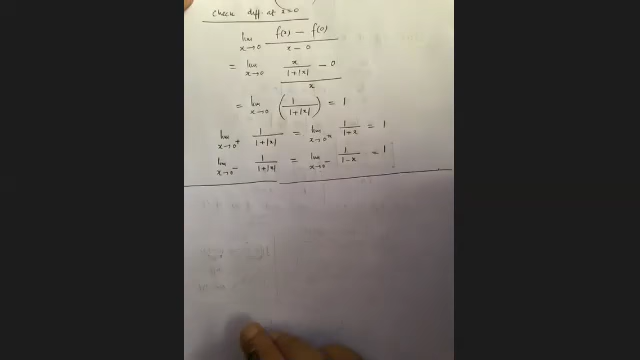 Check diff. at x=0
lim x→0 (f(x) − f(0))/(x − 0)
= lim x→0 (x/(1+|x|) − 0)/x
= lim x→0 (1/(1+|x|)) = 1
lim x→0⁺ 1/(1+|x|) = lim x→0⁺ 1/(1+x) = 1
lim x→0⁻ 1/(1+|x|) = lim x→0⁻ 1/(1−x) = 1